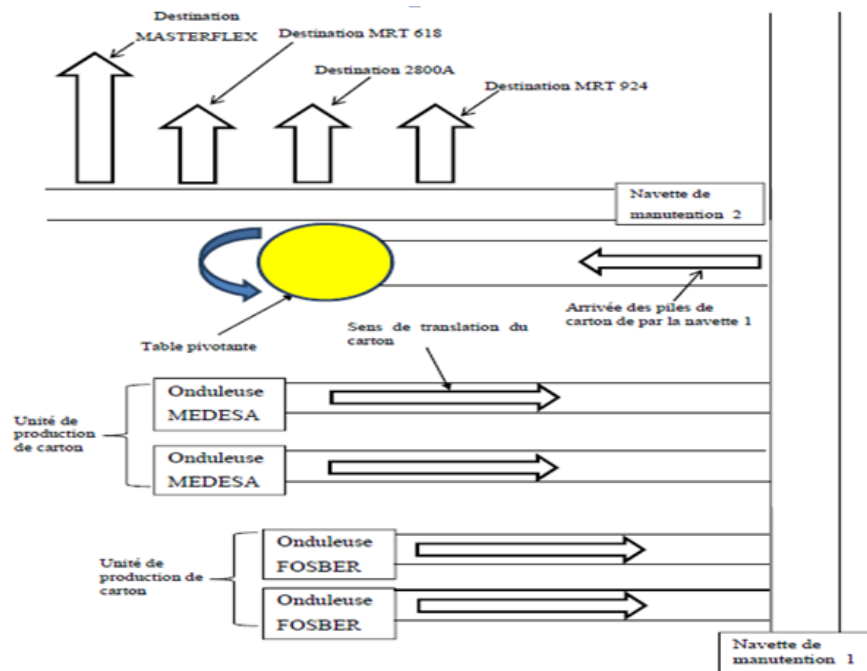 Destination
MASTERFLEX
Destination MRT 618
Destination 2800A
Destination MRT 924
Navette de
manutention 2
Arrivée des piles de
carton de par la navette 1
Table pivotante
Sens de translation du
carton
Onduleuse
MEDESA
Unité de
production
de carton
Onduleuse
MEDESA
Onduleuse
FOSBER
Unité de
production de
carton
Onduleuse
FOSBER
Navette de
manutention 1